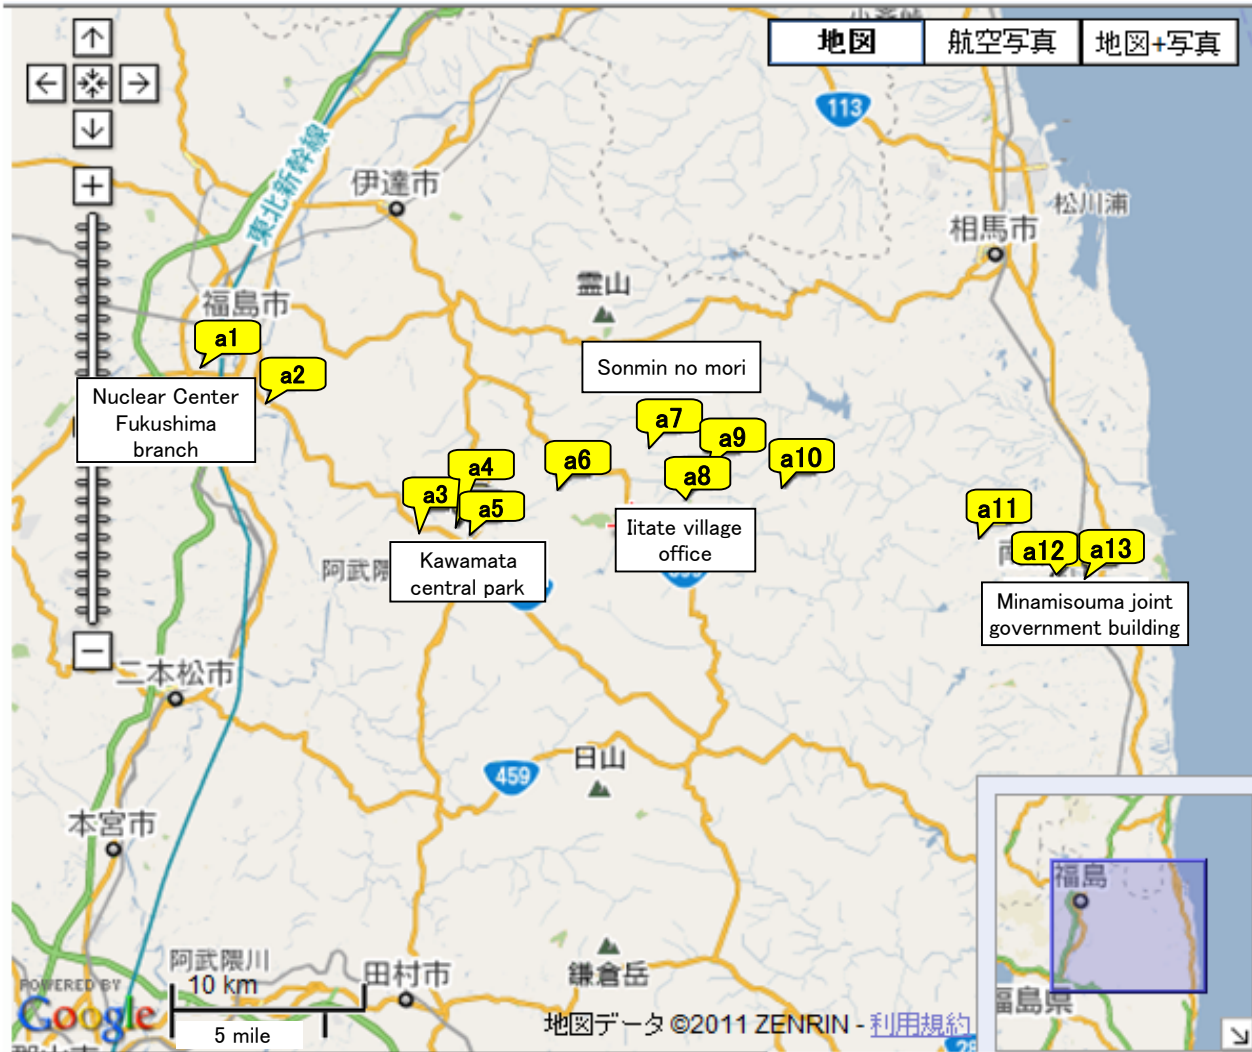 地図
航空写真
地図+写真
113
東北新幹線
伊達市
松川浦
相馬市
霊山
福島市
a1
Sonmin no mori
a2
Nuclear Center
Fukushima
branch
a7
a9
a4
a6
a8
a10
a3
a5
a11
Iitate village
office
a12
a13
Kawamata
central park
阿武隈
Minamisouma joint
government building
二本松市
日山
459
本宮市
福島
阿武隈川
10 km
田村市
鎌倉岳
POWERED BY
Google
5 mile
地図データ ©2011 ZENRIN - 利用規約
福島県